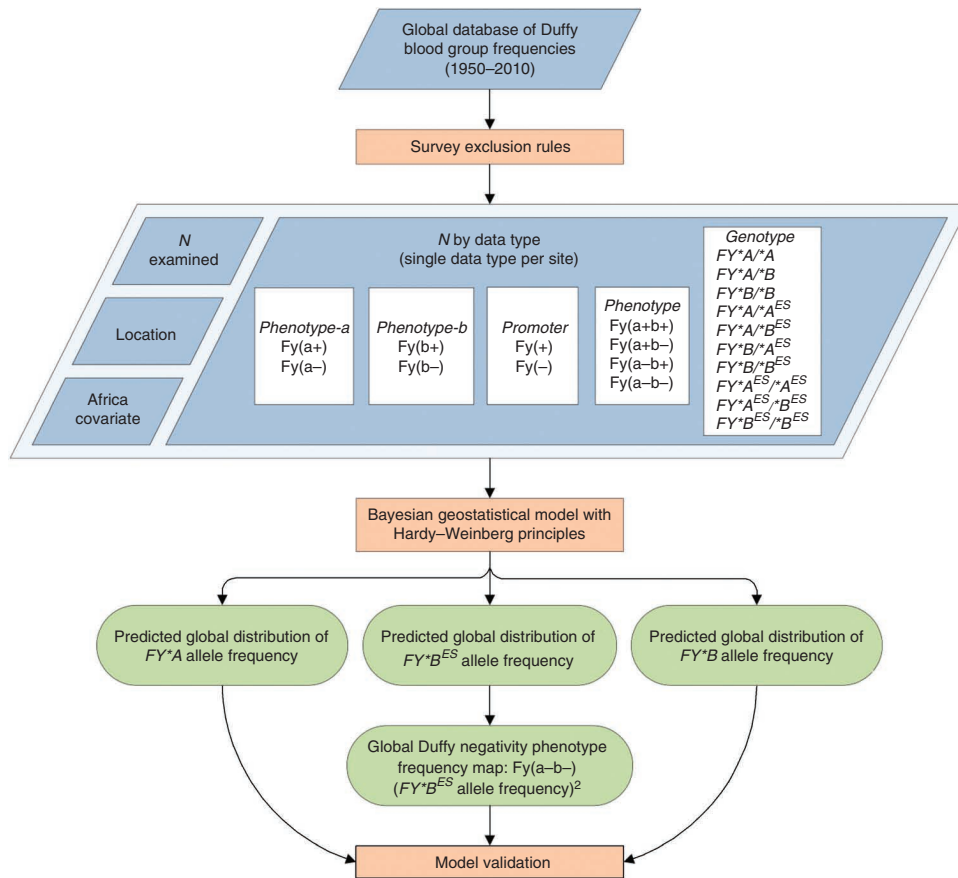 Global database of Duffy
blood group frequencies
(1950–2010)
Survey exclusion rules
N
examined
Location
Africa
covariate
N by data type
(single data type per site)
Phenotype-a
Fy(a+)
Fy(a–)
Phenotype-b
Fy(b+)
Fy(b–)
Promoter
Fy(+)
Fy(–)
Phenotype
Fy(a+b+)
Fy(a+b–)
Fy(a–b+)
Fy(a–b–)
Genotype
FY*A/*A
FY*A/*B
FY*B/*B
FY*A/*A^ES
FY*A/*B^ES
FY*B/*A^ES
FY*B/*B^ES
FY*A^ES/*A^ES
FY*A^ES/*B^ES
FY*B^ES/*B^ES
Bayesian geostatistical model with
Hardy–Weinberg principles
Predicted global distribution of
FY*A allele frequency
Predicted global distribution of
FY*B^ES allele frequency
Predicted global distribution of
FY*B allele frequency
Global Duffy negativity phenotype
frequency map: Fy(a–b–)
(FY*B^ES allele frequency)²
Model validation